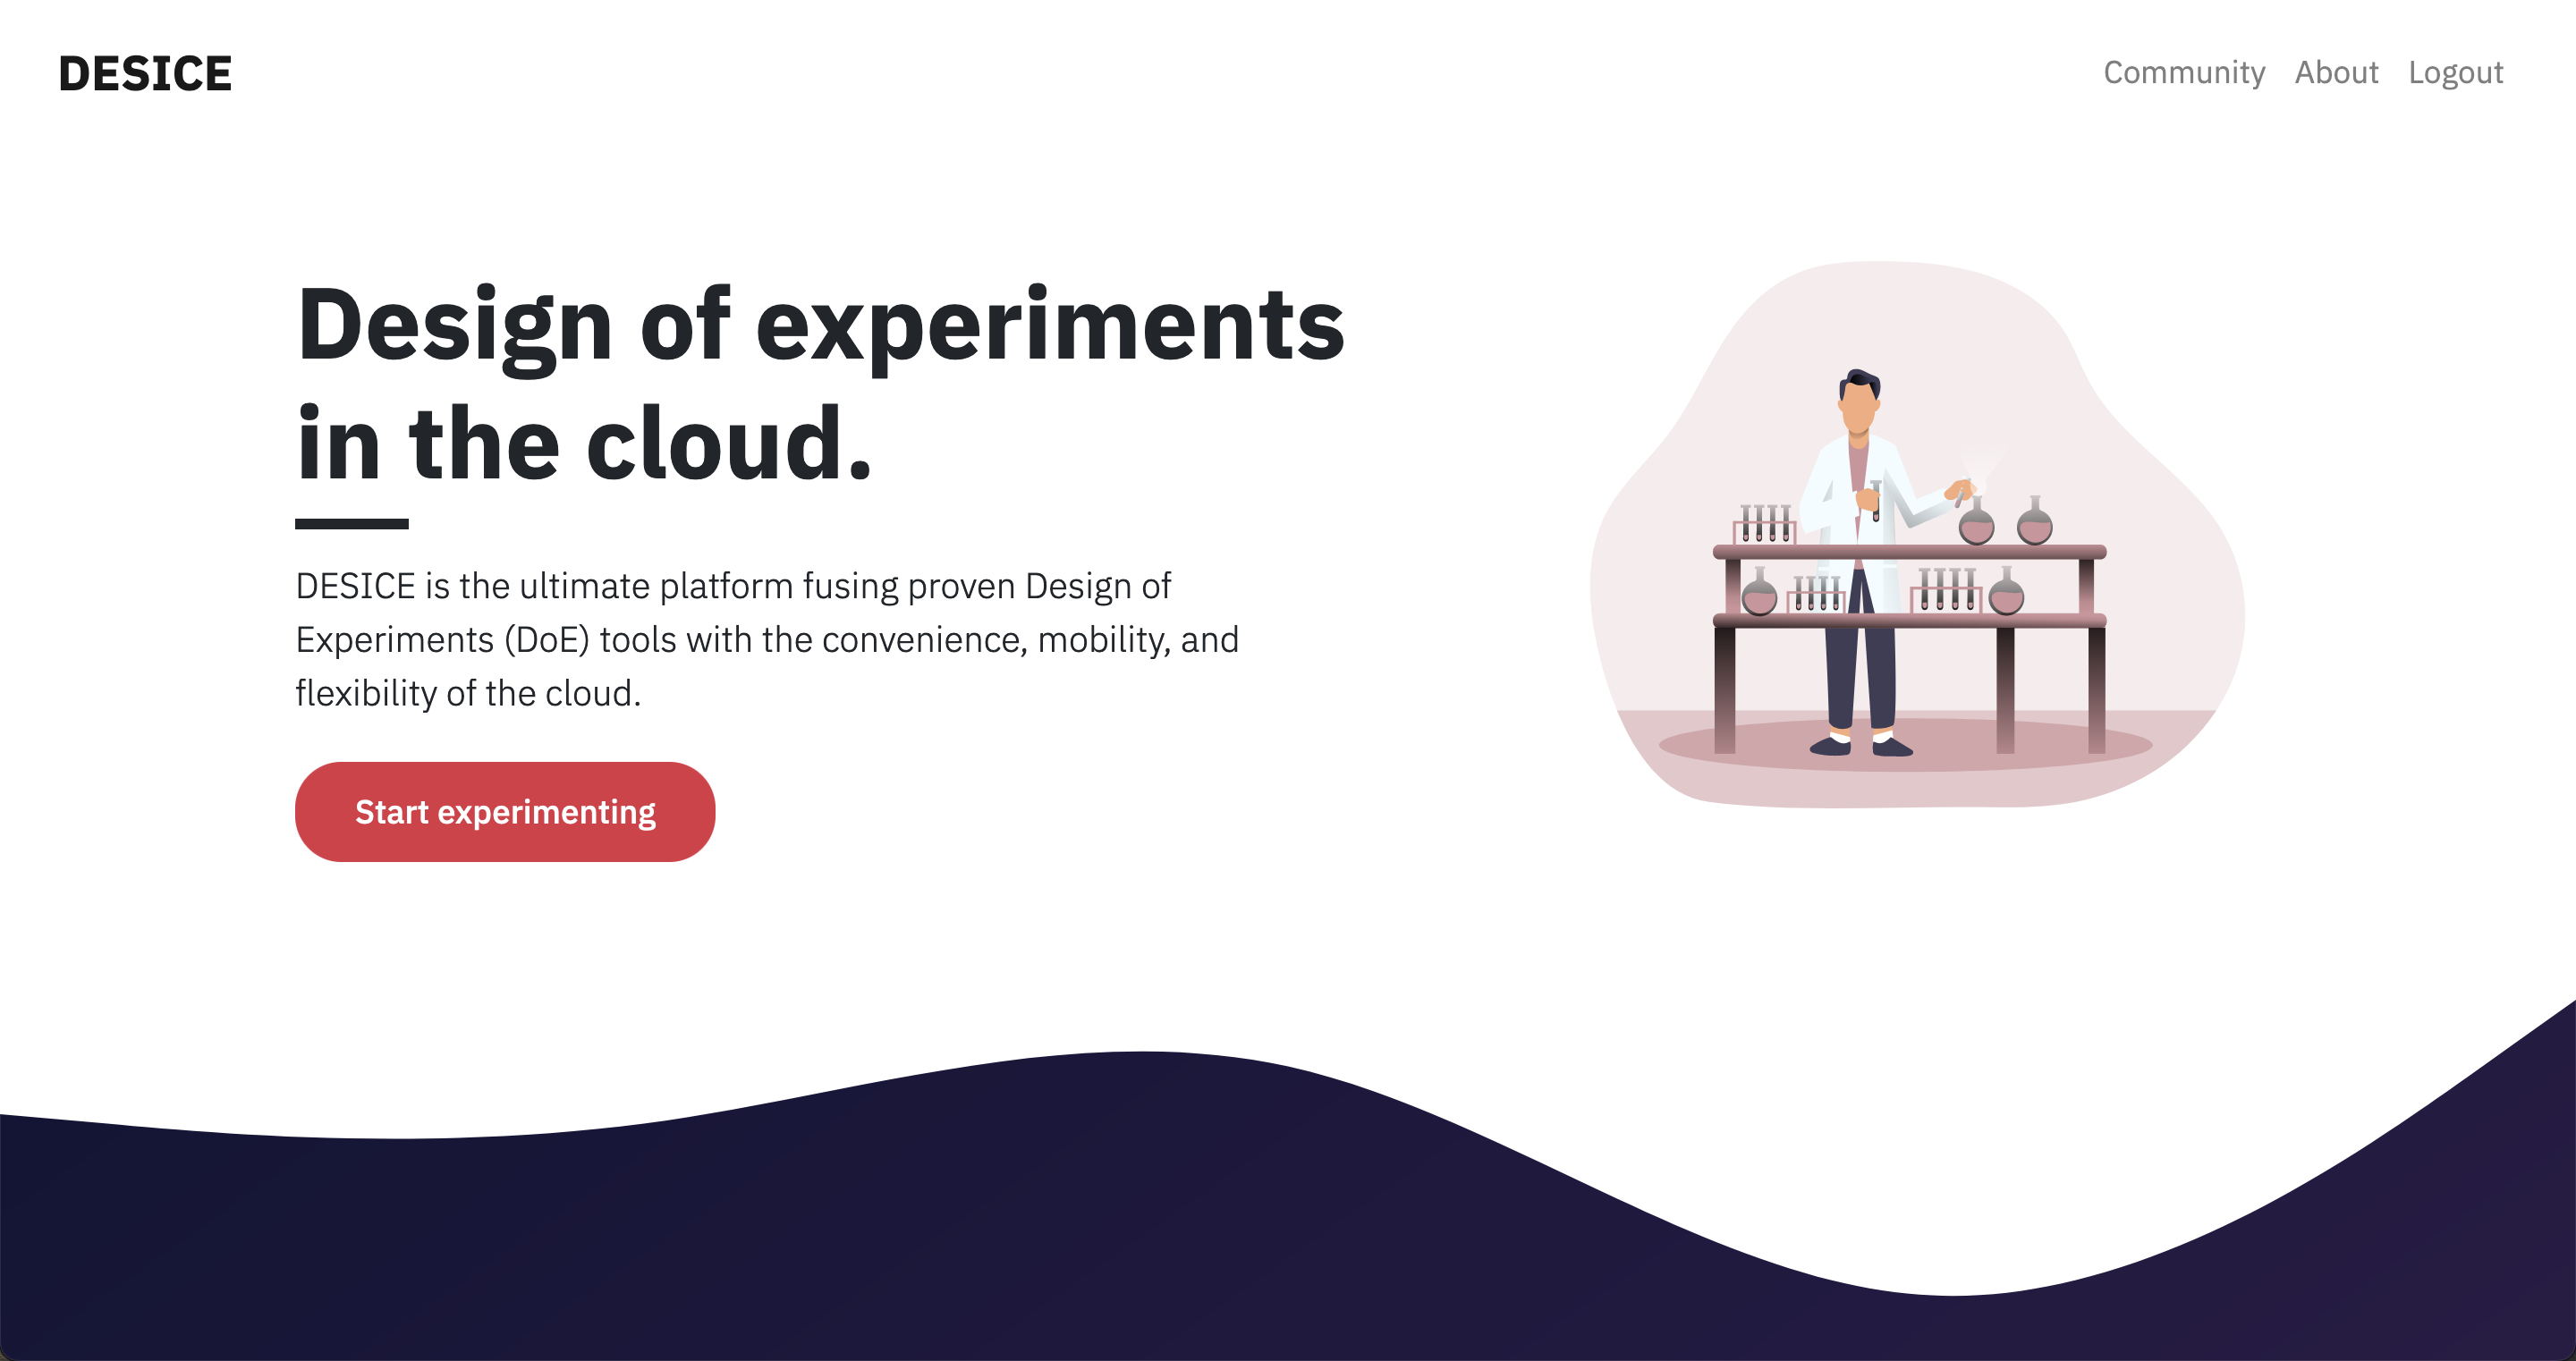 DESICE
Community About Logout
Design of experiments
in the cloud.
DESICE is the ultimate platform fusing proven Design of
Experiments (DoE) tools with the convenience, mobility, and
flexibility of the cloud.
Start experimenting